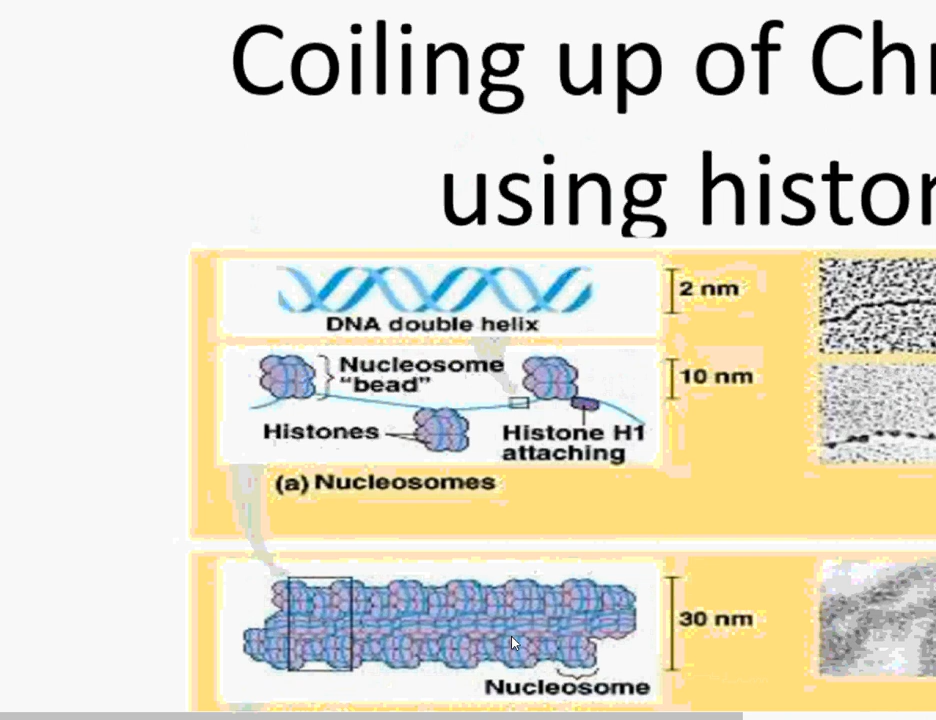 Coiling up of Chr
using histor
2 nm
DNA double helix
Nucleosome
“bead”
10 nm
Histones
Histone H1
attaching
(a) Nucleosomes
30 nm
Nucleosome